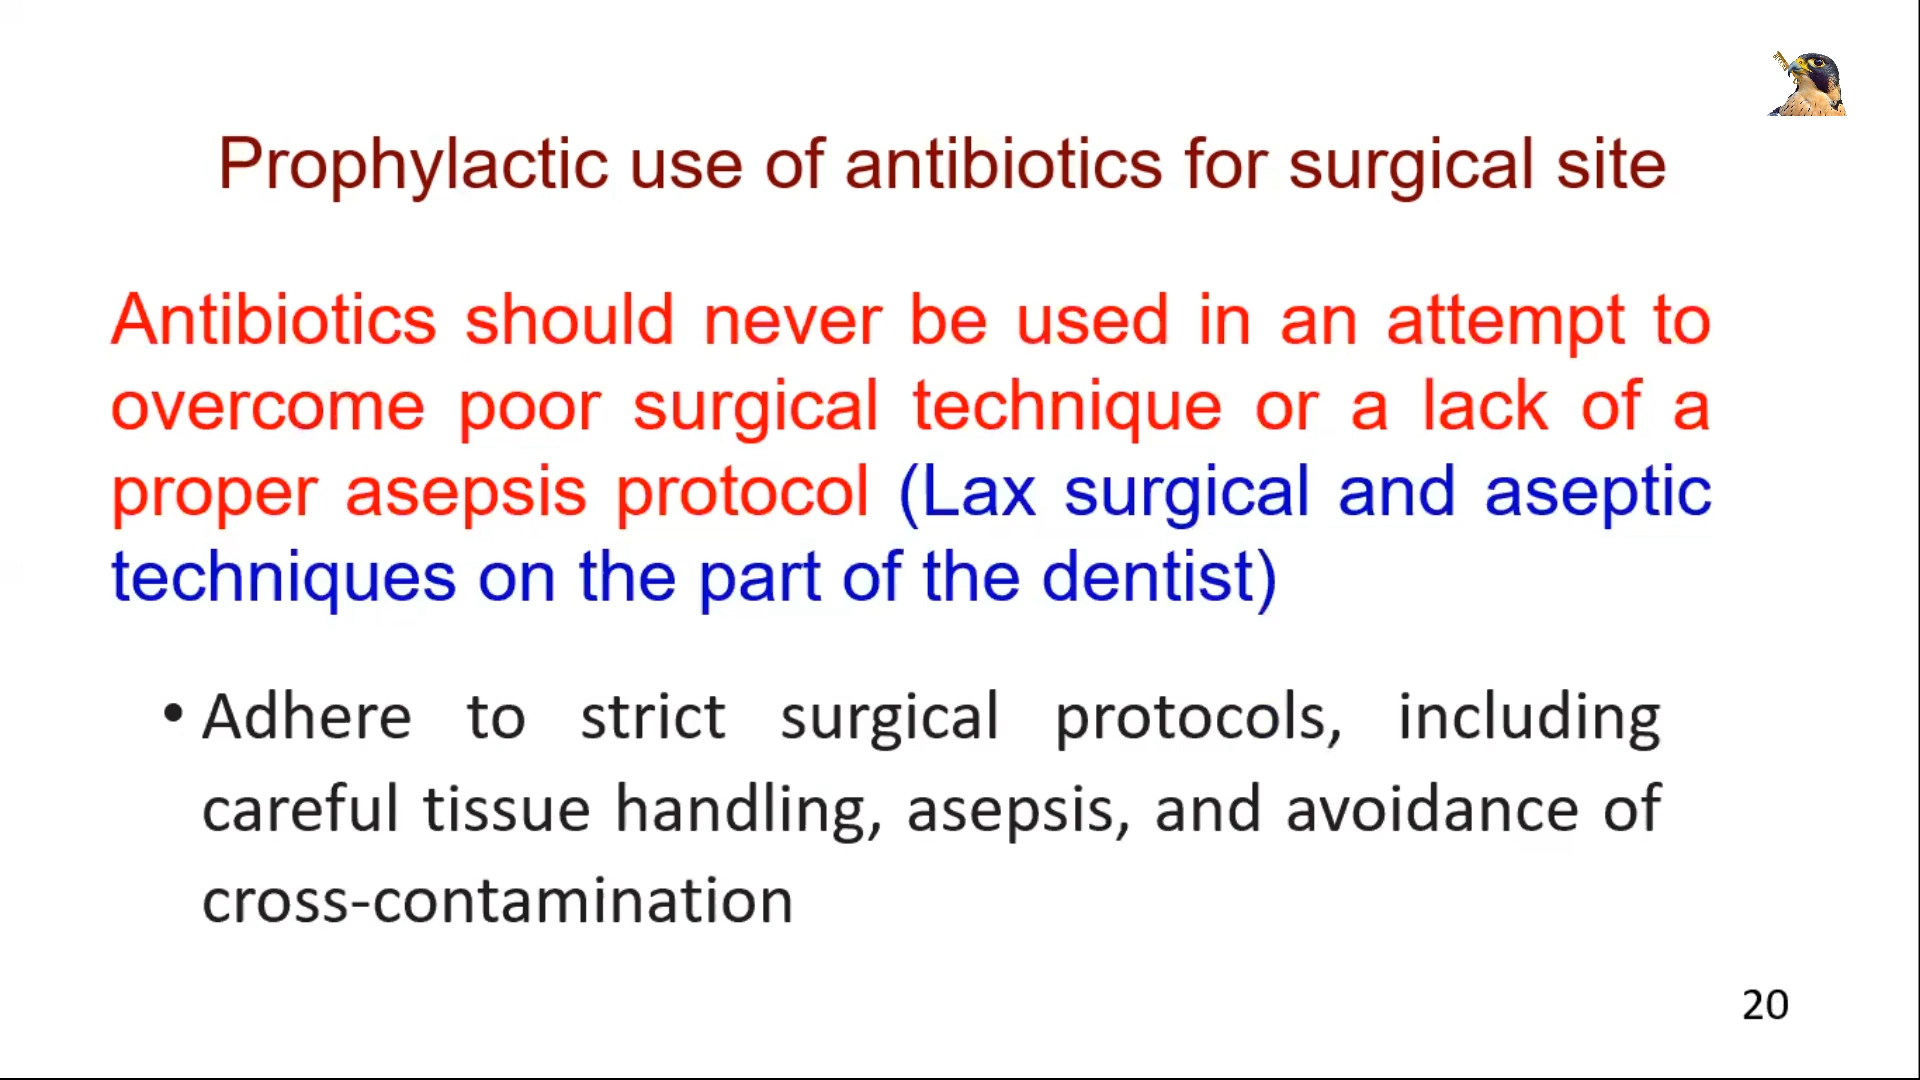 Prophylactic use of antibiotics for surgical site
Antibiotics should never be used in an attempt to
overcome poor surgical technique or a lack of a
proper asepsis protocol (Lax surgical and aseptic
techniques on the part of the dentist)
• Adhere to strict surgical protocols, including
careful tissue handling, asepsis, and avoidance of
cross-contamination
20